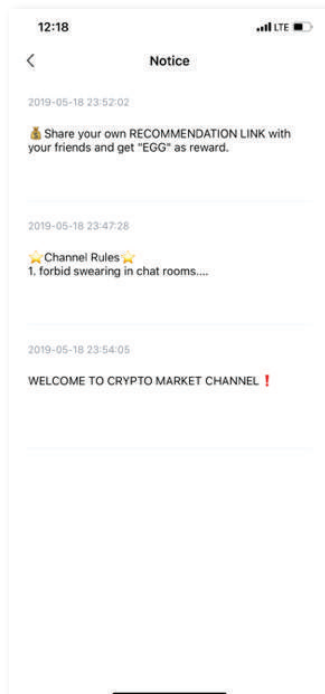 12:18 LTE
Notice
2019-05-18 23:52:02
💰 Share your own RECOMMENDATION LINK with
your friends and get "EGG" as reward.
2019-05-18 23:47:28
⭐Channel Rules⭐
1. forbid swearing in chat rooms....
2019-05-18 23:54:05
WELCOME TO CRYPTO MARKET CHANNEL❗